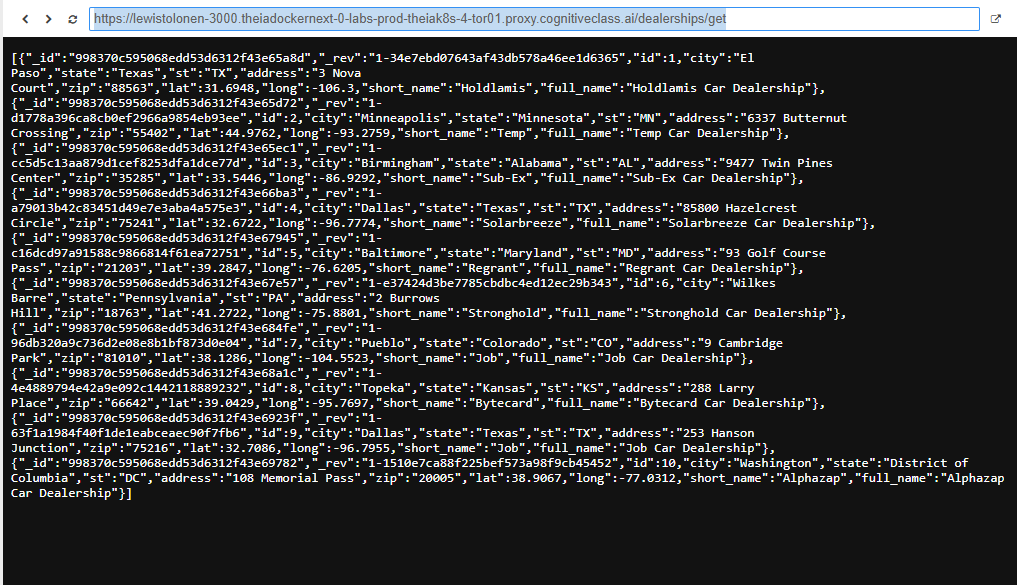 https://lewistolonen-3000.theiadockernext-0-labs-prod-theiak8s-4-tor01.proxy.cognitiveclass.ai/dealerships/get
[{"_id":"998370c595068edd53d6312f43e65a8d","_rev":"1-34e7ebd07643af43db578a46ee1d6365","id":1,"city":"El
Paso","state":"Texas","st":"TX","address":"3 Nova
Court","zip":"88563","lat":31.6948,"long":-106.3,"short_name":"Holdlamis","full_name":"Holdlamis Car Dealership"},
{"_id":"998370c595068edd53d6312f43e65d72","_rev":"1-
d1778a396ca8cb0ef2966a9854eb93ee","id":2,"city":"Minneapolis","state":"Minnesota","st":"MN","address":"6337 Butternut
Crossing","zip":"55402","lat":44.9762,"long":-93.2759,"short_name":"Temp","full_name":"Temp Car Dealership"},
{"_id":"998370c595068edd53d6312f43e65ec1","_rev":"1-
cc5d5c13aa879d1cef8253dfa1dce77d","id":3,"city":"Birmingham","state":"Alabama","st":"AL","address":"9477 Twin Pines
Center","zip":"35285","lat":33.5446,"long":-86.9292,"short_name":"Sub-Ex","full_name":"Sub-Ex Car Dealership"},
{"_id":"998370c595068edd53d6312f43e66ba3","_rev":"1-
a79013b42c83451d49e7e3aba4a575e3","id":4,"city":"Dallas","state":"Texas","st":"TX","address":"85800 Hazelcrest
Circle","zip":"75241","lat":32.6722,"long":-96.7774,"short_name":"Solarbreeze","full_name":"Solarbreeze Car Dealership"},
{"_id":"998370c595068edd53d6312f43e67945","_rev":"1-
c16dcd97a91588c9866814f61ea72751","id":5,"city":"Baltimore","state":"Maryland","st":"MD","address":"93 Golf Course
Pass","zip":"21203","lat":39.2847,"long":-76.6205,"short_name":"Regrant","full_name":"Regrant Car Dealership"},
{"_id":"998370c595068edd53d6312f43e67e57","_rev":"1-e37424d3be7785cbdbc4ed12ec29b343","id":6,"city":"Wilkes
Barre","state":"Pennsylvania","st":"PA","address":"2 Burrows
Hill","zip":"18763","lat":41.2722,"long":-75.8801,"short_name":"Stronghold","full_name":"Stronghold Car Dealership"},
{"_id":"998370c595068edd53d6312f43e684fe","_rev":"1-
96db320a9c736d2e08e8b1bf873d0e04","id":7,"city":"Pueblo","state":"Colorado","st":"CO","address":"9 Cambridge
Park","zip":"81010","lat":38.1286,"long":-104.5523,"short_name":"Job","full_name":"Job Car Dealership"},
{"_id":"998370c595068edd53d6312f43e68a1c","_rev":"1-
4e4889794e42a9e092c1442118889232","id":8,"city":"Topeka","state":"Kansas","st":"KS","address":"288 Larry
Place","zip":"66642","lat":39.0429,"long":-95.7697,"short_name":"Bytecard","full_name":"Bytecard Car Dealership"},
{"_id":"998370c595068edd53d6312f43e6923f","_rev":"1-
63f1a1984f40f1de1eabceaec90f7fb6","id":9,"city":"Dallas","state":"Texas","st":"TX","address":"253 Hanson
Junction","zip":"75216","lat":32.7086,"long":-96.7955,"short_name":"Job","full_name":"Job Car Dealership"},
{"_id":"998370c595068edd53d6312f43e69782","_rev":"1-1510e7ca88f225bef573a98f9cb45452","id":10,"city":"Washington","state":"District of
Columbia","st":"DC","address":"108 Memorial Pass","zip":"20005","lat":38.9067,"long":-77.0312,"short_name":"Alphazap","full_name":"Alphazap
Car Dealership"}]